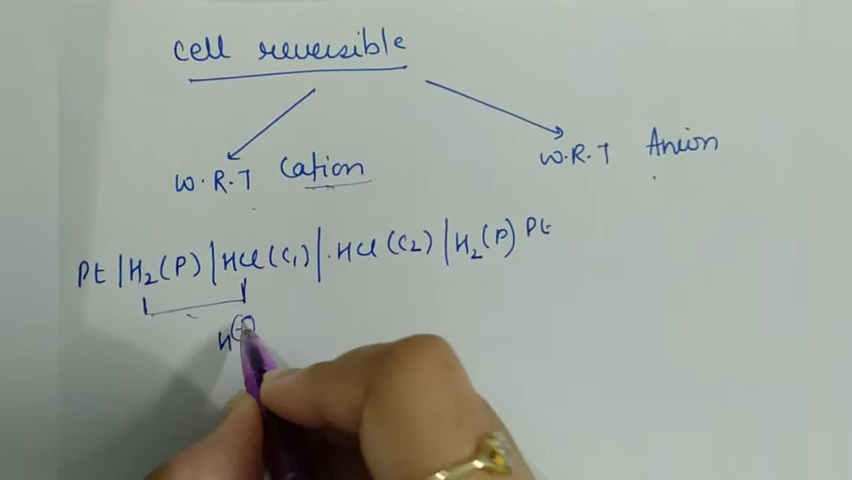 cell reversible
W.R.T Cation
W.R.T Anion
Pt | H₂(P) | HCl(C₁) | HCl(C₂) | H₂(P) Pt
H